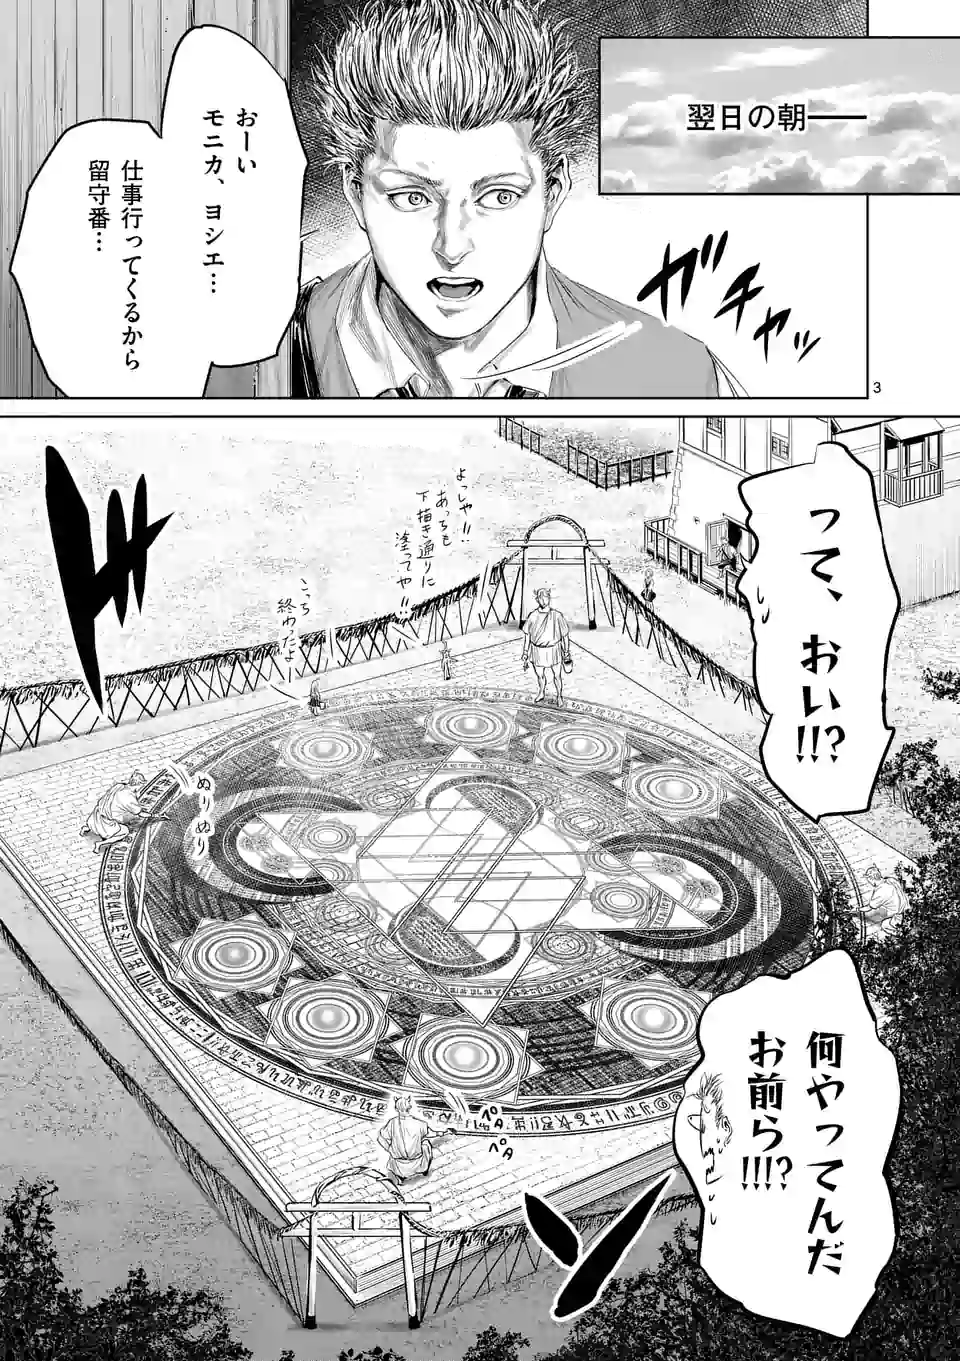 翌日の朝――
ガチャッ
おーい
モニカ、ヨシエ…
仕事行ってくるから
留守番…
3
って、おい!!?
よっしゃ!!
あっちも
下描き通りに
塗ってや!!
こっち
終わったよー
ぬりぬり
ペA
ペA
何やってんだ
お前ら!!!?